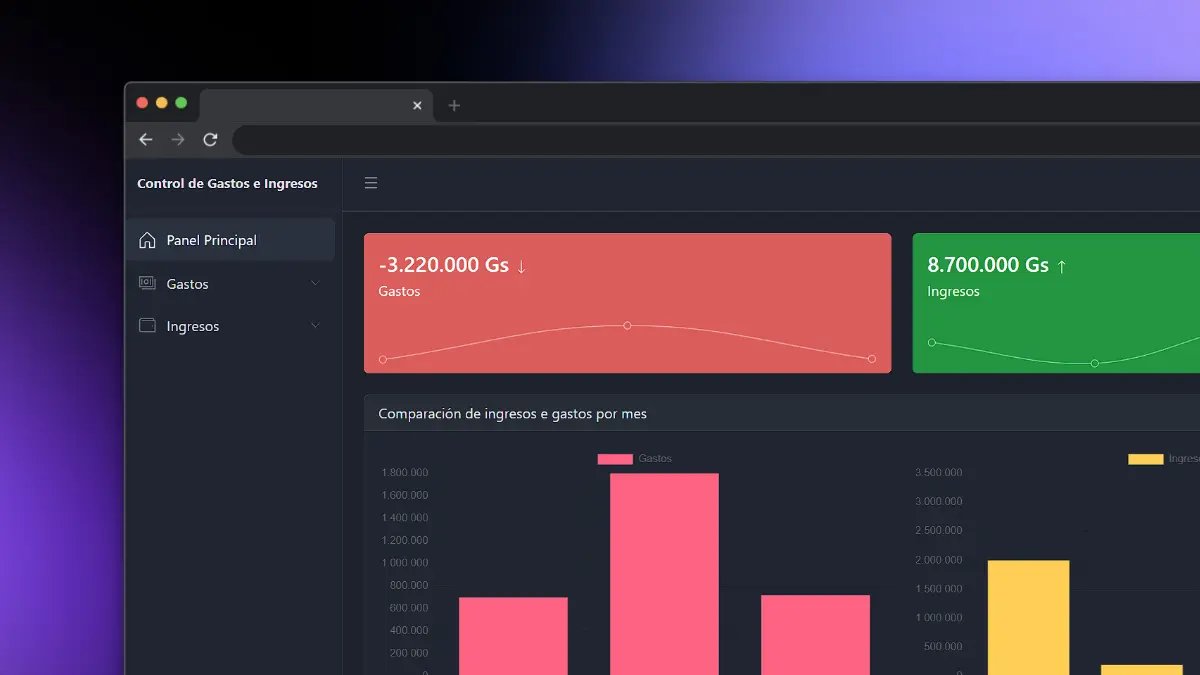 Control de Gastos e Ingresos
Panel Principal
Gastos
Ingresos
-3.220.000 Gs ↓
Gastos
8.700.000 Gs ↑
Ingresos
Comparación de ingresos e gastos por mes
Gastos
1.800.000
1.600.000
1.400.000
1.200.000
1.000.000
800.000
600.000
400.000
200.000
0
3.500.000
3.000.000
2.500.000
2.000.000
1.500.000
1.000.000
500.000
0